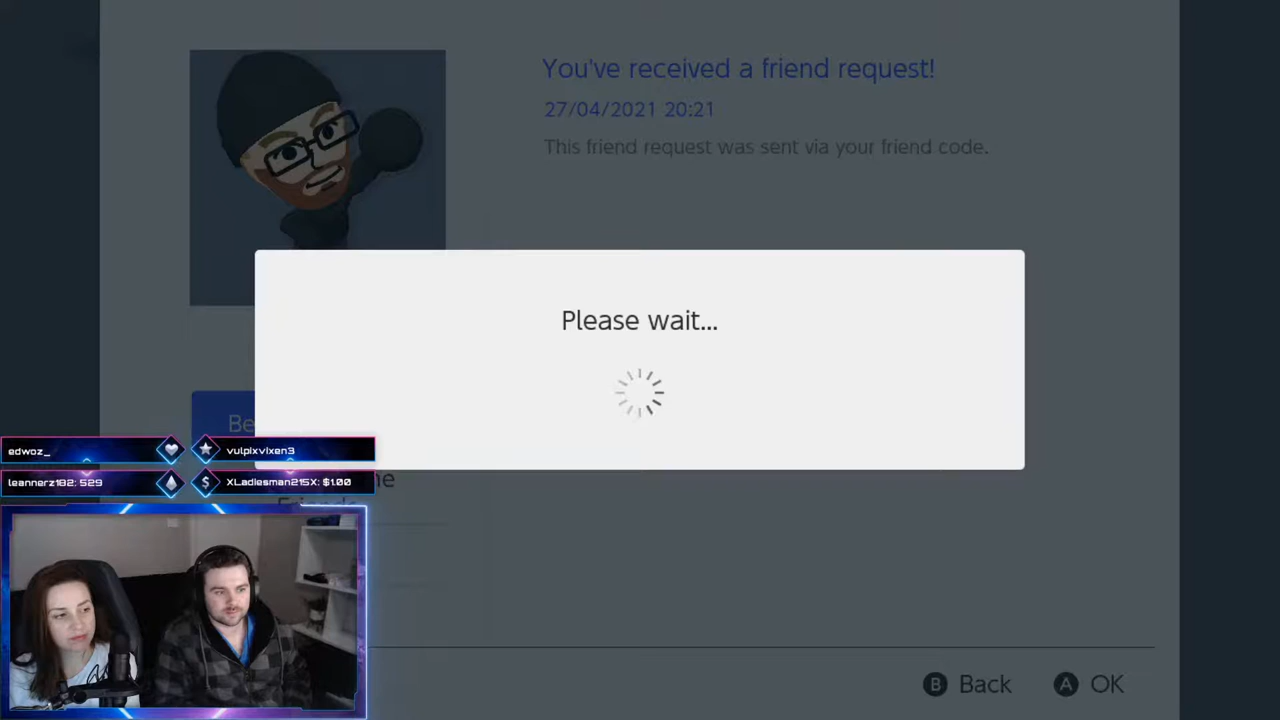 You've received a friend request!
27/04/2021 20:21
This friend request was sent via your friend code.
Please wait...
Be
edwoz_
vulpixvixen3
leannerz182: 529
XLadiesman215X: $1.00
B Back
A OK